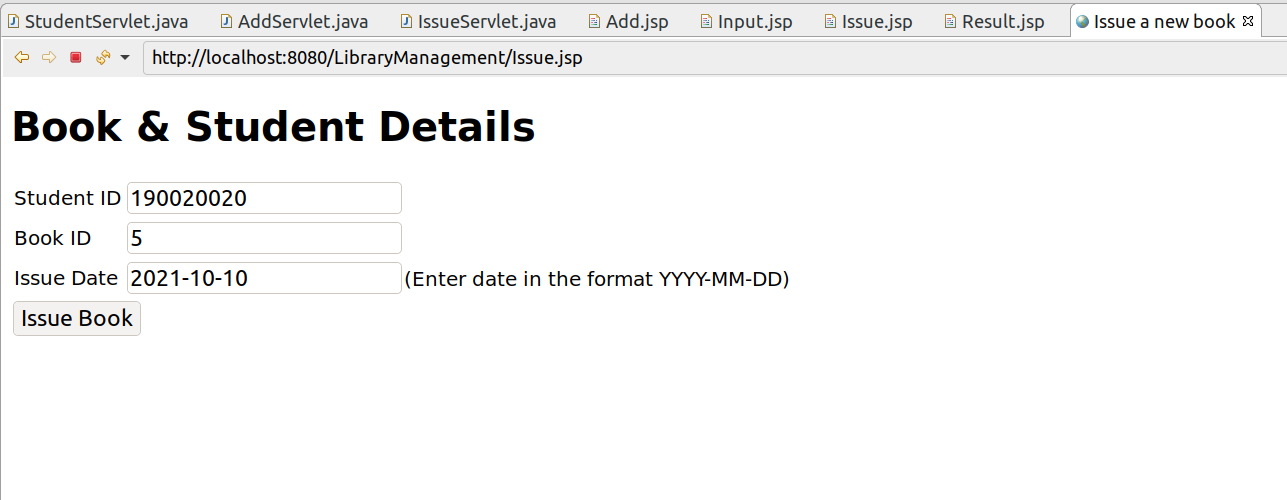 StudentServlet.java AddServlet.java IssueServlet.java Add.jsp Input.jsp Issue.jsp Result.jsp Issue a new book
http://localhost:8080/LibraryManagement/Issue.jsp
Book & Student Details
Student ID 190020020
Book ID 5
Issue Date 2021-10-10 (Enter date in the format YYYY-MM-DD)
Issue Book